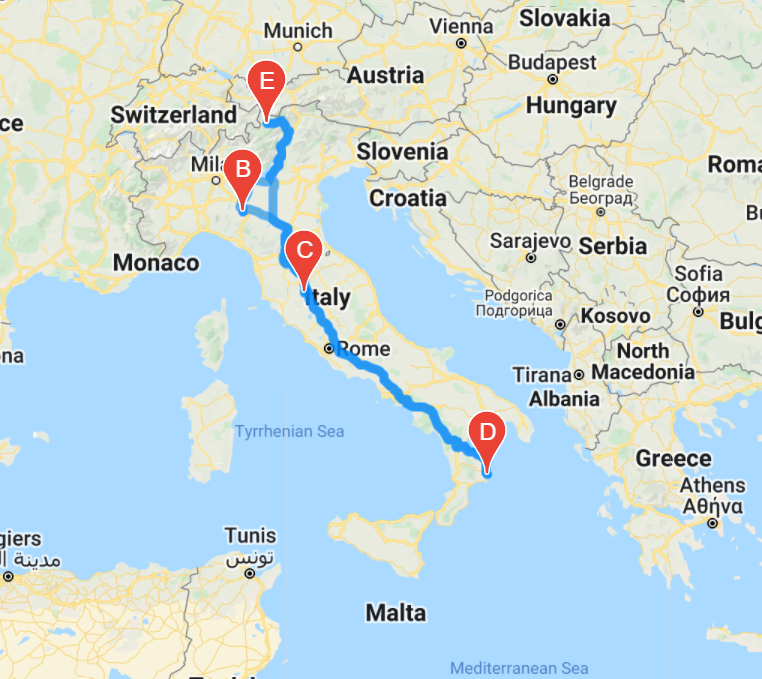 Slovakia
Munich
Vienna
Budapest
Austria
Hungary
E
Switzerland
ce
Slovenia
Mila
B
Roma
Croatia
Belgrade
Београд
Bu
Sarajevo
Serbia
C
Monaco
Sofia
София
Italy
Podgorica
Подгорица
Kosovo
Bulg
Rome
North
Macedonia
na
Tirana
Albania
Tyrrhenian Sea
D
Greece
Athens
Αθήνα
giers
مدينة ال
Tunis
تونس
Malta
Mediterranean Sea